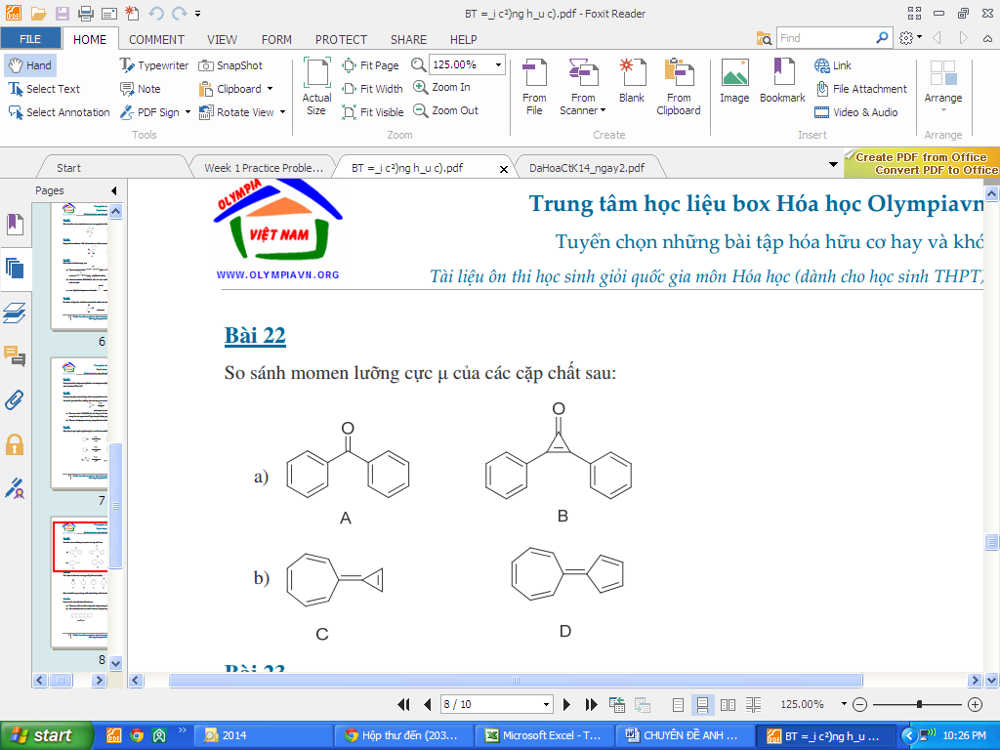 BT =_i c²)ng h_u c).pdf - Foxit Reader
FILE HOME COMMENT VIEW FORM PROTECT SHARE HELP
Find
Hand Typewriter SnapShot
Select Text Note Clipboard
Select Annotation PDF Sign Rotate View
Tools
Actual Size
Fit Page 125.00%
Fit Width Zoom In
Fit Visible Zoom Out
Zoom
From File
From Scanner
Blank
From Clipboard
Create
Image
Bookmark
Link
File Attachment
Video & Audio
Insert
Arrange
Arrange
Start Week 1 Practice Proble... BT =_i c²)ng h_u c).pdf DaHoaCtK14_ngay2.pdf
Create PDF from Office
Convert PDF to Office
Pages
6
7
8
OLYMPIA
VIỆT NAM
WWW.OLYMPIAVN.ORG
Trung tâm học liệu box Hóa học Olympiavn
Tuyển chọn những bài tập hóa hữu cơ hay và khó
Tài liệu ôn thi học sinh giỏi quốc gia môn Hóa học (dành cho học sinh THPT)
Bài 22
So sánh momen lưỡng cực µ của các cặp chất sau:
O O
a)
A B
b)
C D
Bài 23
8 / 10 125.00%
start 2014 Hộp thư đến (203... Microsoft Excel - T... CHUYÊN ĐỀ ANH ... BT =_i c²)ng h_u c)... 10:26 PM